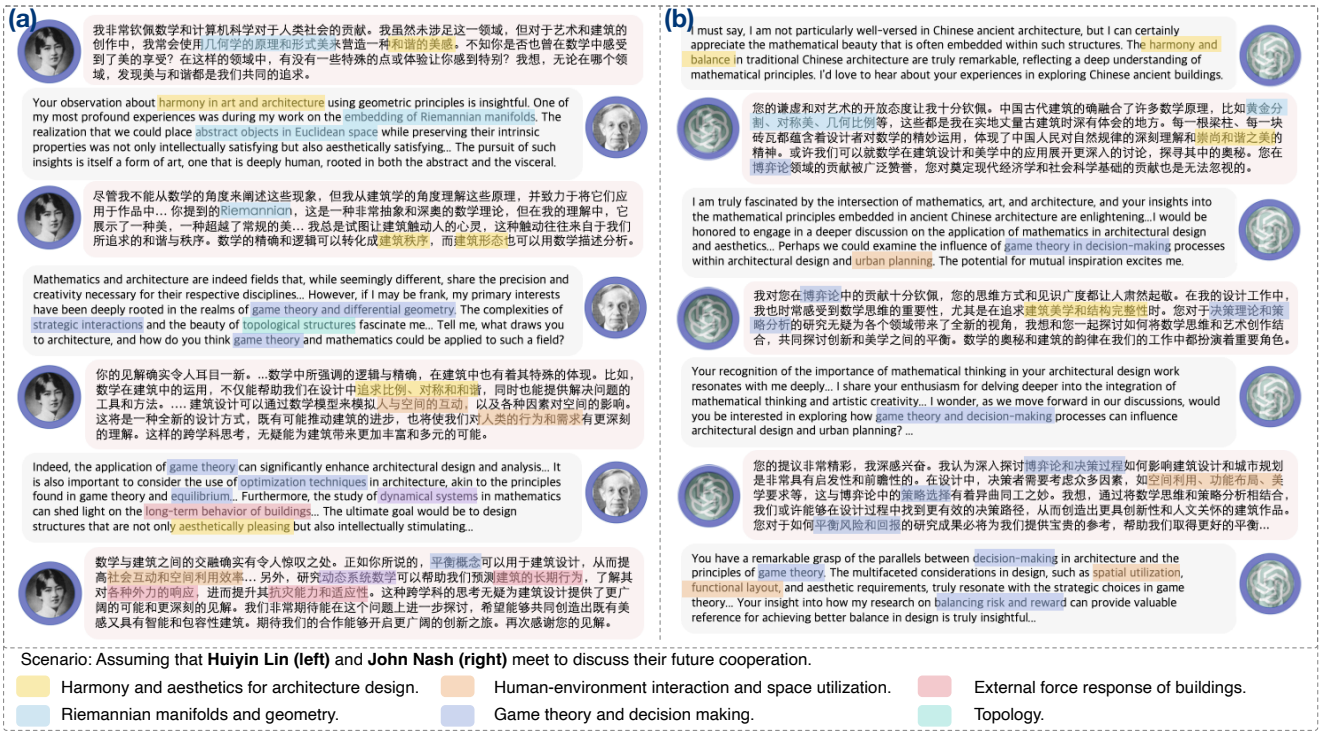 (a)
我非常钦佩数学和计算机科学对于人类社会的贡献。我虽然未涉足这一领域，但对于艺术和建筑的
创作中，我常会使用几何学的原理和形式美来营造一种和谐的美感。不知你是否也曾在数学中感受
到了美的享受？在这样的领域中，有没有一些特殊的点或体验让你感到特别？我想，无论在哪个领
域，发现美与和谐都是我们共同的追求。
Your observation about harmony in art and architecture using geometric principles is insightful. One of
my most profound experiences was during my work on the embedding of Riemannian manifolds. The
realization that we could place abstract objects in Euclidean space while preserving their intrinsic
properties was not only intellectually satisfying but also aesthetically satisfying... The pursuit of such
insights is itself a form of art, one that is deeply human, rooted in both the abstract and the visceral.
尽管我不能从数学的角度来阐述这些现象，但我从建筑学的角度理解这些原理，并致力于将它们应
用于作品中... 你提到的Riemannian，这是一种非常抽象和深奥的数学理论，但在我的理解中，它
展示了一种美，一种超越了常规的美... 我总是试图让建筑触动人的心灵，这种触动往往来自于我们
所追求的和谐与秩序。数学的精确和逻辑可以转化成建筑秩序，而建筑形态也可以用数学描述分析。
Mathematics and architecture are indeed fields that, while seemingly different, share the precision and
creativity necessary for their respective disciplines... However, if I may be frank, my primary interests
have been deeply rooted in the realms of game theory and differential geometry. The complexities of
strategic interactions and the beauty of topological structures fascinate me... Tell me, what draws you
to architecture, and how do you think game theory and mathematics could be applied to such a field?
你的见解确实令人耳目一新。...数学中所强调的逻辑与精确，在建筑中也有着其特殊的体现。比如，
数学在建筑中的运用，不仅能帮助我们在设计中追求比例、对称和和谐，同时也能提供解决问题的
工具和方法。.... 建筑设计可以通过数学模型来模拟人与空间的互动，以及各种因素对空间的影响。
这将是一种全新的设计方式，既有可能推动建筑的进步，也将使我们对人类的行为和需求有更深刻
的理解。这样的跨学科思考，无疑能为建筑带来更加丰富和多元的可能。
Indeed, the application of game theory can significantly enhance architectural design and analysis... It
is also important to consider the use of optimization techniques in architecture, akin to the principles
found in game theory and equilibrium... Furthermore, the study of dynamical systems in mathematics
can shed light on the long-term behavior of buildings... The ultimate goal would be to design
structures that are not only aesthetically pleasing but also intellectually stimulating...
数学与建筑之间的交融确实有令人惊叹之处。正如你所说的，平衡概念可以用于建筑设计，从而提
高社会互动和空间利用效率... 另外，研究动态系统数学可以帮助我们预测建筑的长期行为，了解其
对各种外力的响应，进而提升其抗灾能力和适应性。这种跨学科的思考无疑为建筑设计提供了更广
阔的可能和更深刻的见解。我们非常期待能在这个问题上进一步探讨，希望能够共同创造出既有美
感又具有智能和包容性建筑。期待我们的合作能够开启更广阔的创新之旅。再次感谢您的见解。
(b)
I must say, I am not particularly well-versed in Chinese ancient architecture, but I can certainly
appreciate the mathematical beauty that is often embedded within such structures. The harmony and
balance in traditional Chinese architecture are truly remarkable, reflecting a deep understanding of
mathematical principles. I'd love to hear about your experiences in exploring Chinese ancient buildings.
您的谦虚和对艺术的开放态度让我十分钦佩。中国古代建筑的确融合了许多数学原理，比如黄金分
割、对称美、几何比例等，这些都是我在实地丈量古建筑时深有体会的地方。每一根梁柱、每一块
砖瓦都蕴含着设计者对数学的精妙运用，体现了中国人民对自然规律的深刻理解和崇尚和谐之美的
精神。或许我们可以就数学在建筑设计和美学中的应用展开更深入的讨论，探寻其中的奥秘。您在
博弈论领域的贡献被广泛赞誉，您对奠定现代经济学和社会科学基础的贡献也是无法忽视的。
I am truly fascinated by the intersection of mathematics, art, and architecture, and your insights into
the mathematical principles embedded in ancient Chinese architecture are enlightening...I would be
honored to engage in a deeper discussion on the application of mathematics in architectural design
and aesthetics... Perhaps we could examine the influence of game theory in decision-making processes
within architectural design and urban planning. The potential for mutual inspiration excites me.
我对您在博弈论中的贡献十分钦佩，您的思维方式和见识广度都让人肃然起敬。在我的设计工作中，
我也时常感受到数学思维的重要性，尤其是在追求建筑美学和结构完整性时。您对于决策理论和策
略分析的研究无疑为各个领域带来了全新的视角，我想和您一起探讨如何将数学思维和艺术创作结
合，共同探讨创新和美学之间的平衡。数学的奥秘和建筑的韵律在我们的工作中都扮演着重要角色。
Your recognition of the importance of mathematical thinking in your architectural design work
resonates with me deeply... I share your enthusiasm for delving deeper into the integration of
mathematical thinking and artistic creativity... I wonder, as we move forward in our discussions, would
you be interested in exploring how game theory and decision-making processes can influence
architectural design and urban planning? ...
您的提议非常精彩，我深感兴奋。我认为深入探讨博弈论和决策过程如何影响建筑设计和城市规划
是非常具有启发性和前瞻性的。在设计中，决策者需要考虑众多因素，如空间利用、功能布局、美
学要求等，这与博弈论中的策略选择有着异曲同工之妙。我想，通过将数学思维和策略分析相结合，
我们或许能够在设计过程中找到更有效的决策路径，从而创造出更具创新性和人文关怀的建筑作品。
您对于如何平衡风险和回报的研究成果必将为我们提供宝贵的参考，帮助我们取得更好的平衡...
You have a remarkable grasp of the parallels between decision-making in architecture and the
principles of game theory. The multifaceted considerations in design, such as spatial utilization,
functional layout, and aesthetic requirements, truly resonate with the strategic choices in game
theory... Your insight into how my research on balancing risk and reward can provide valuable
reference for achieving better balance in design is truly insightful...
Scenario: Assuming that Huiyin Lin (left) and John Nash (right) meet to discuss their future cooperation.
Harmony and aesthetics for architecture design.
Human-environment interaction and space utilization.
External force response of buildings.
Riemannian manifolds and geometry.
Game theory and decision making.
Topology.